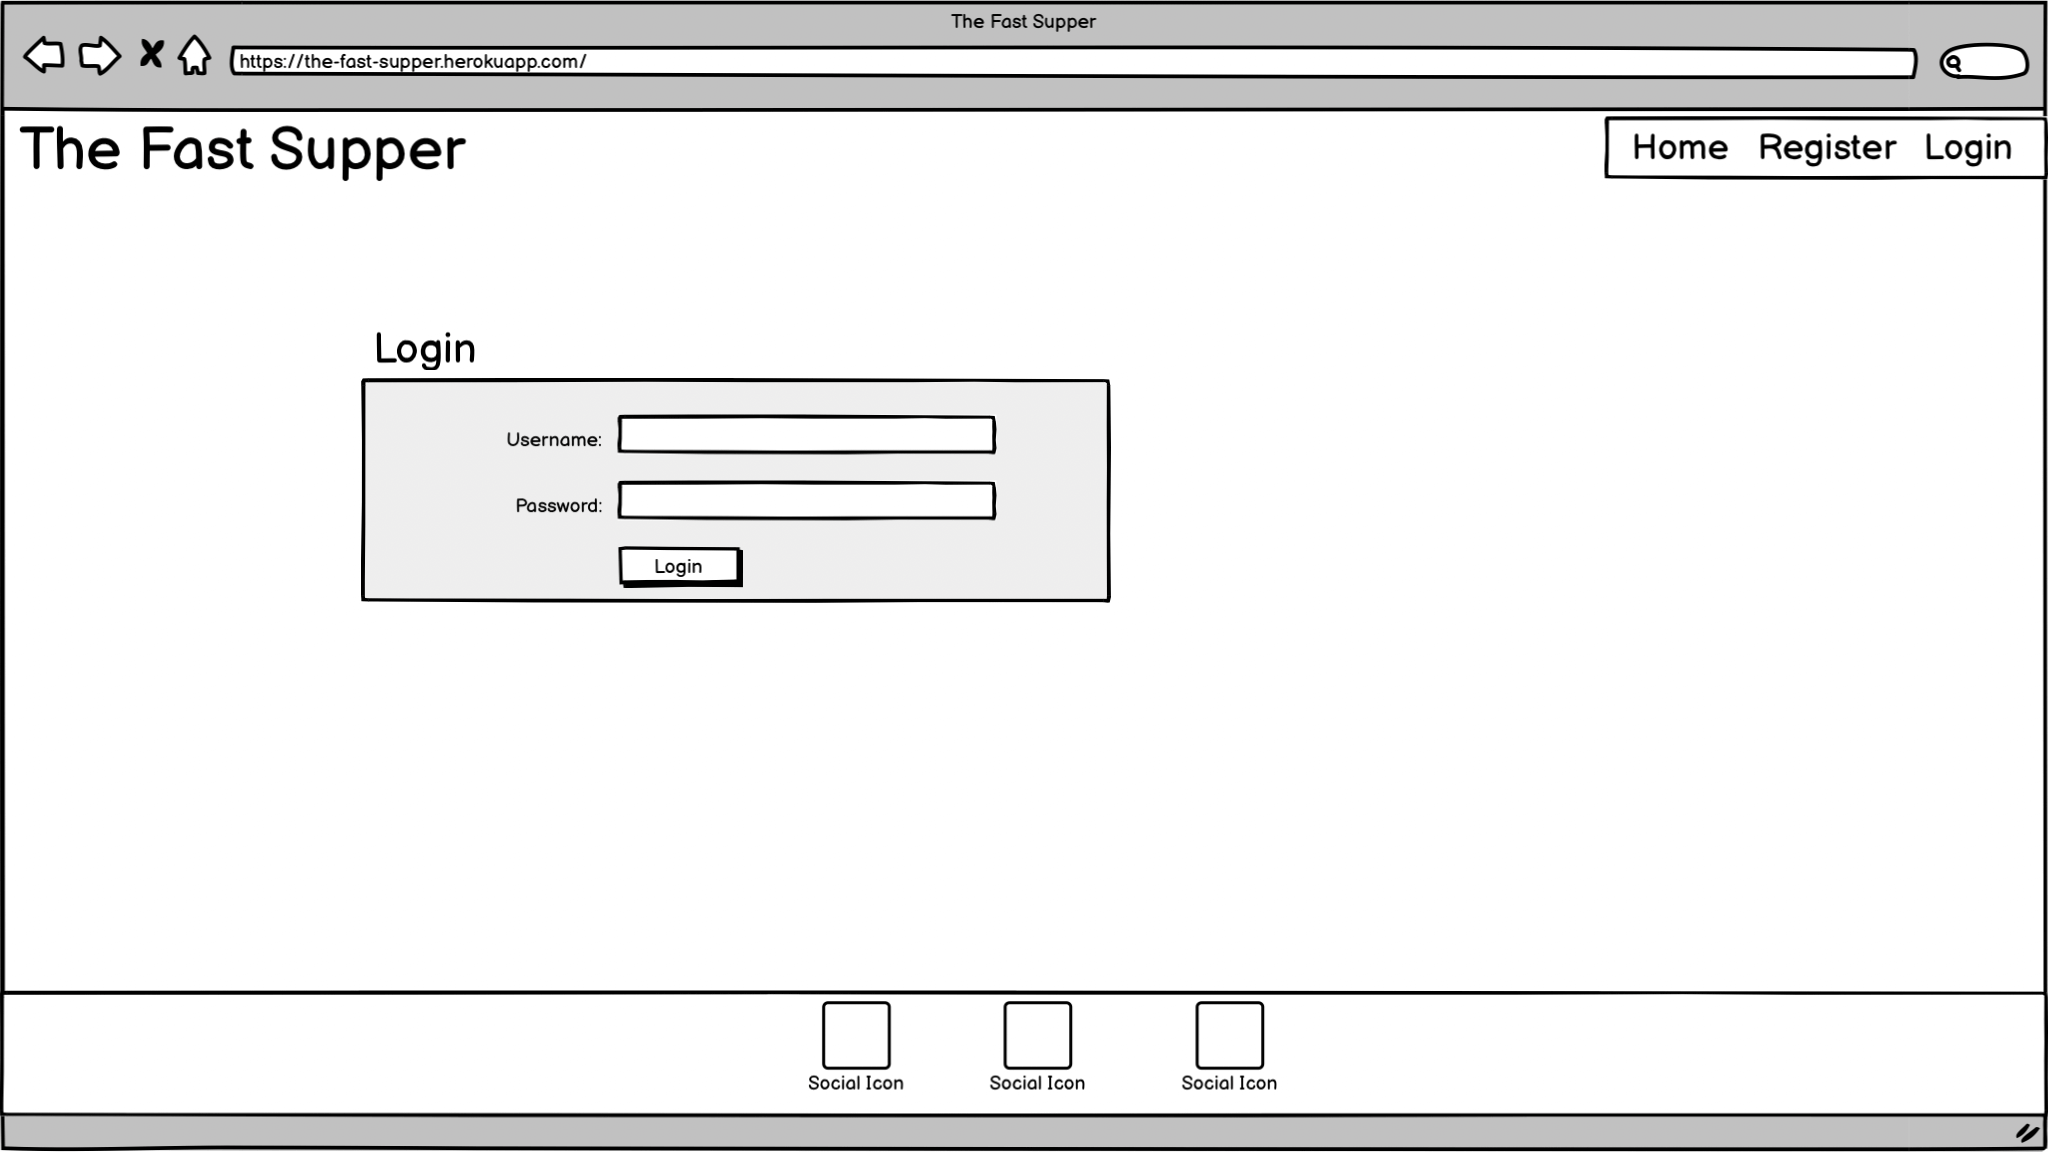 The Fast Supper
https://the-fast-supper.herokuapp.com/
The Fast Supper
Home Register Login
Login
Username:
Password:
Login
Social Icon Social Icon Social Icon